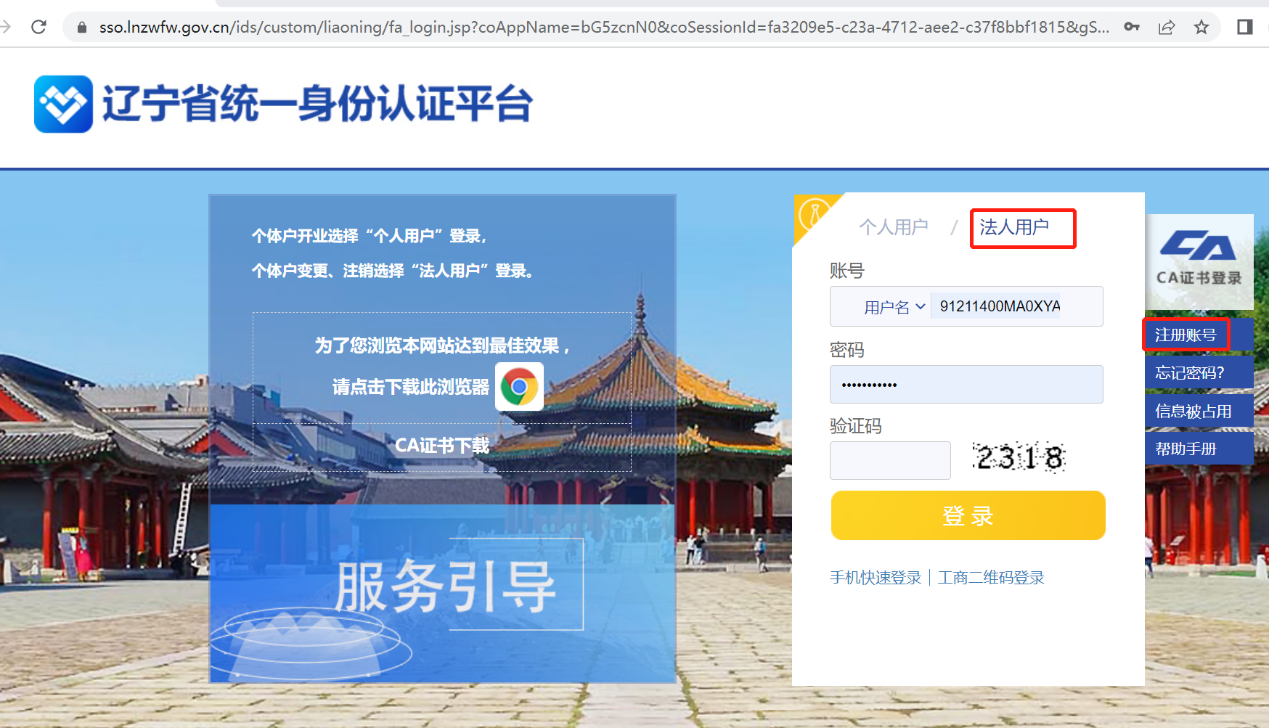 sso.lnzwfw.gov.cn/ids/custom/liaoning/fa_login.jsp?coAppName=bG5zcnN0&coSessionId=fa3209e5-c23a-4712-aee2-c37f8bbf1815&gS...
辽宁省统一身份认证平台
个体户开业选择“个人用户”登录,
个体户变更、注销选择“法人用户”登录。
为了您浏览本网站达到最佳效果，
请点击下载此浏览器
CA证书下载
服务引导
个人用户 / 法人用户
账号
用户名 91211400MA0XYA
密码
•••••••••••
验证码
2318
登录
手机快速登录 | 工商二维码登录
CA
CA证书登录
注册账号
忘记密码?
信息被占用
帮助手册